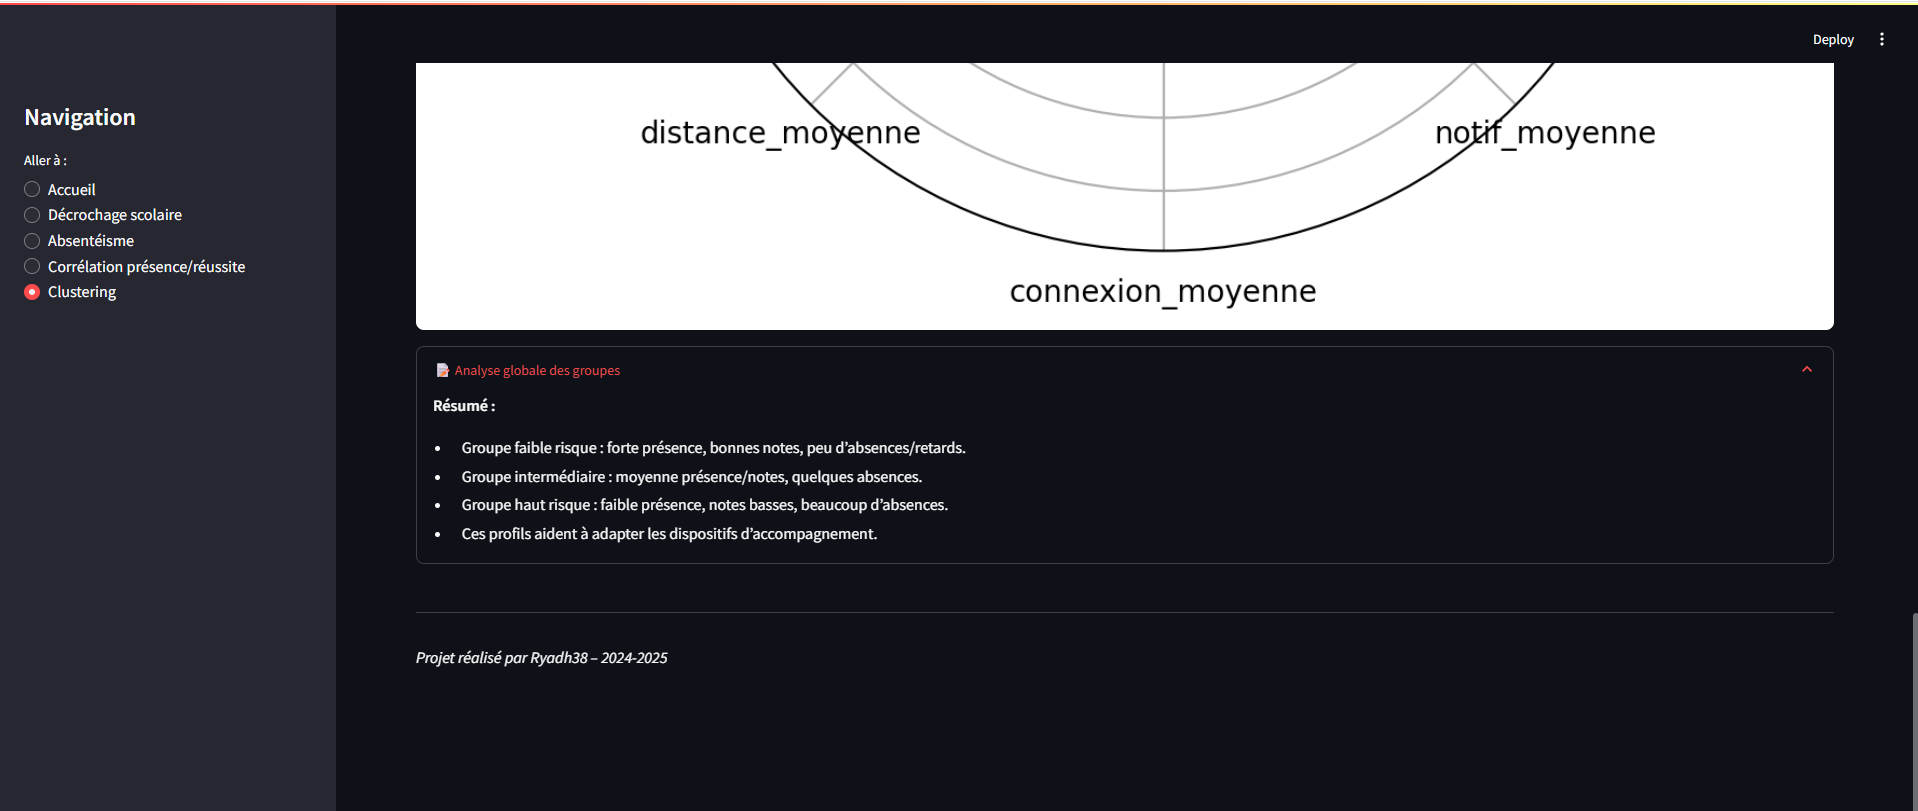 Deploy
Navigation
Aller à :
Accueil
Décrochage scolaire
Absentéisme
Corrélation présence/réussite
Clustering
distance_moyenne
notif_moyenne
connexion_moyenne
Analyse globale des groupes
Résumé :
• Groupe faible risque : forte présence, bonnes notes, peu d’absences/retards.
• Groupe intermédiaire : moyenne présence/notes, quelques absences.
• Groupe haut risque : faible présence, notes basses, beaucoup d’absences.
• Ces profils aident à adapter les dispositifs d’accompagnement.
Projet réalisé par Ryadh38 – 2024-2025